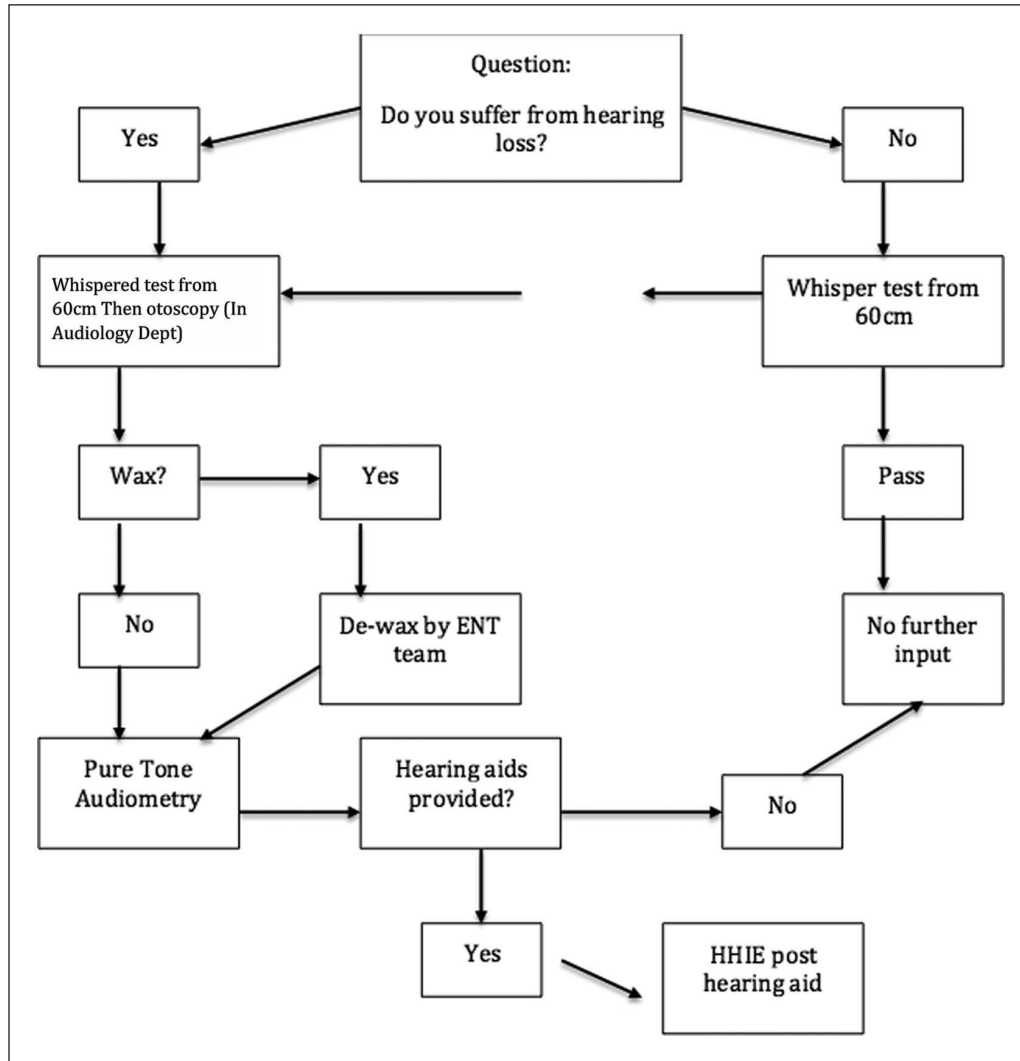 Question:
Do you suffer from hearing
loss?
Yes
No
Whispered test from
60cm Then otoscopy (In
Audiology Dept)
Whisper test from
60cm
Wax?
Yes
Pass
No
De-wax by ENT
team
No further
input
Pure Tone
Audiometry
Hearing aids
provided?
No
Yes
HHIE post
hearing aid